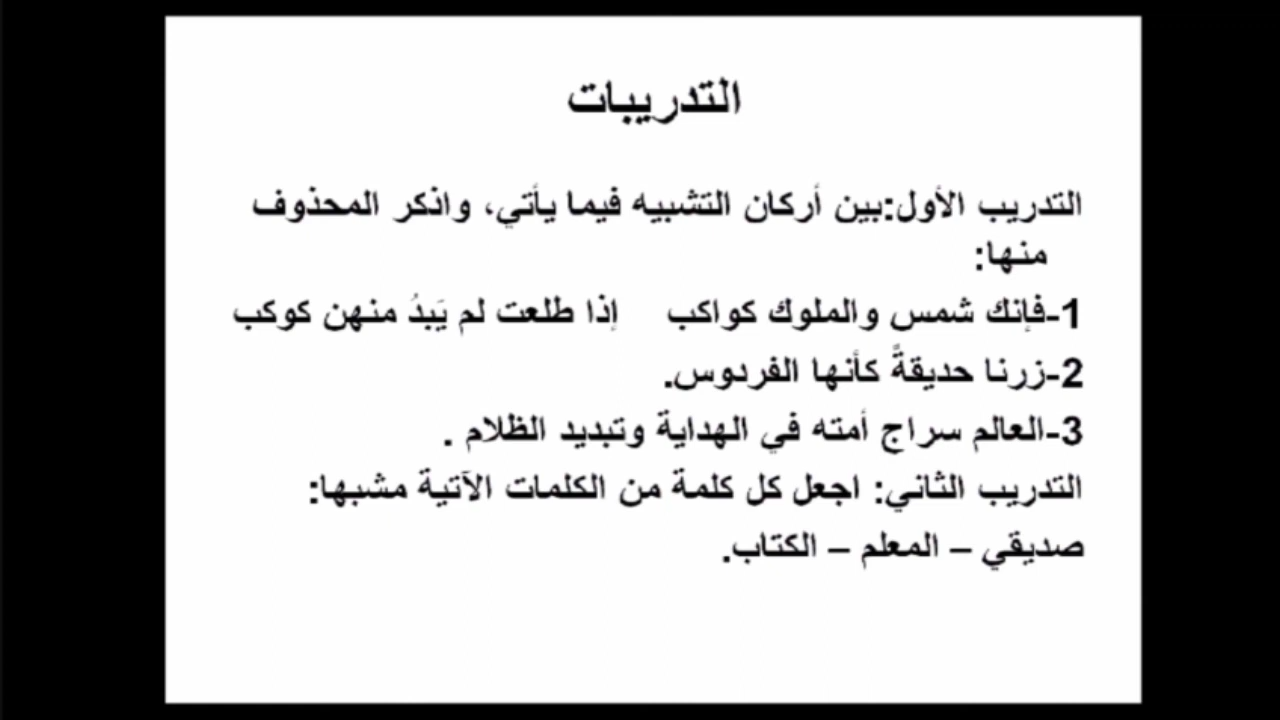 التدريبات
التدريب الأول:بين أركان التشبيه فيما يأتي، واذكر المحذوف
منها:
1-فإنك شمس والملوك كواكب    إذا طلعت لم يَبدُ منهن كوكب
2-زرنا حديقةً كأنها الفردوس.
3-العالم سراج أمته في الهداية وتبديد الظلام .
التدريب الثاني: اجعل كل كلمة من الكلمات الآتية مشبها:
صديقي – المعلم – الكتاب.